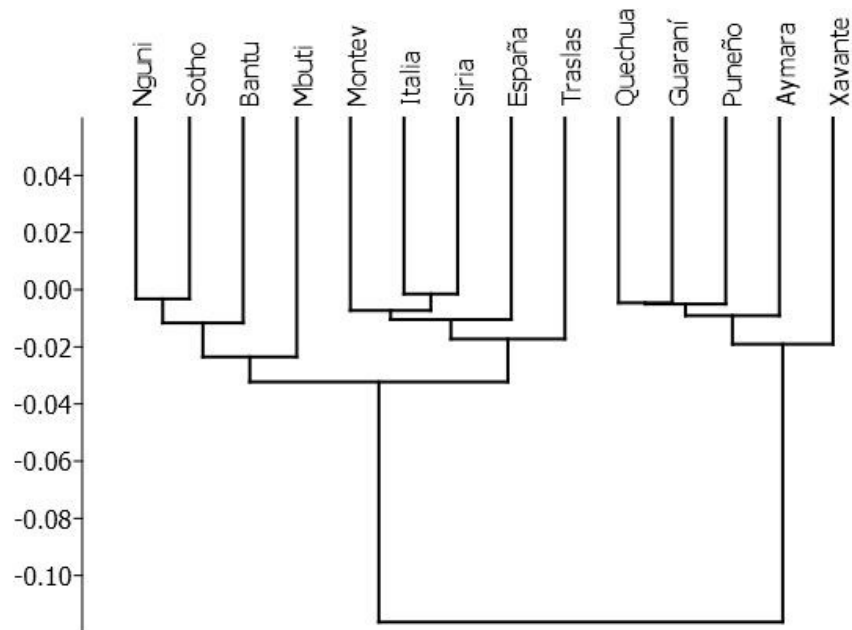 Nguni
Sotho
Bantu
Mbuti
Montev
Italia
Siria
España
Traslas
Quechua
Guaraní
Puneño
Aymara
Xavante
0.04
0.02
0.00
-0.02
-0.04
-0.06
-0.08
-0.10